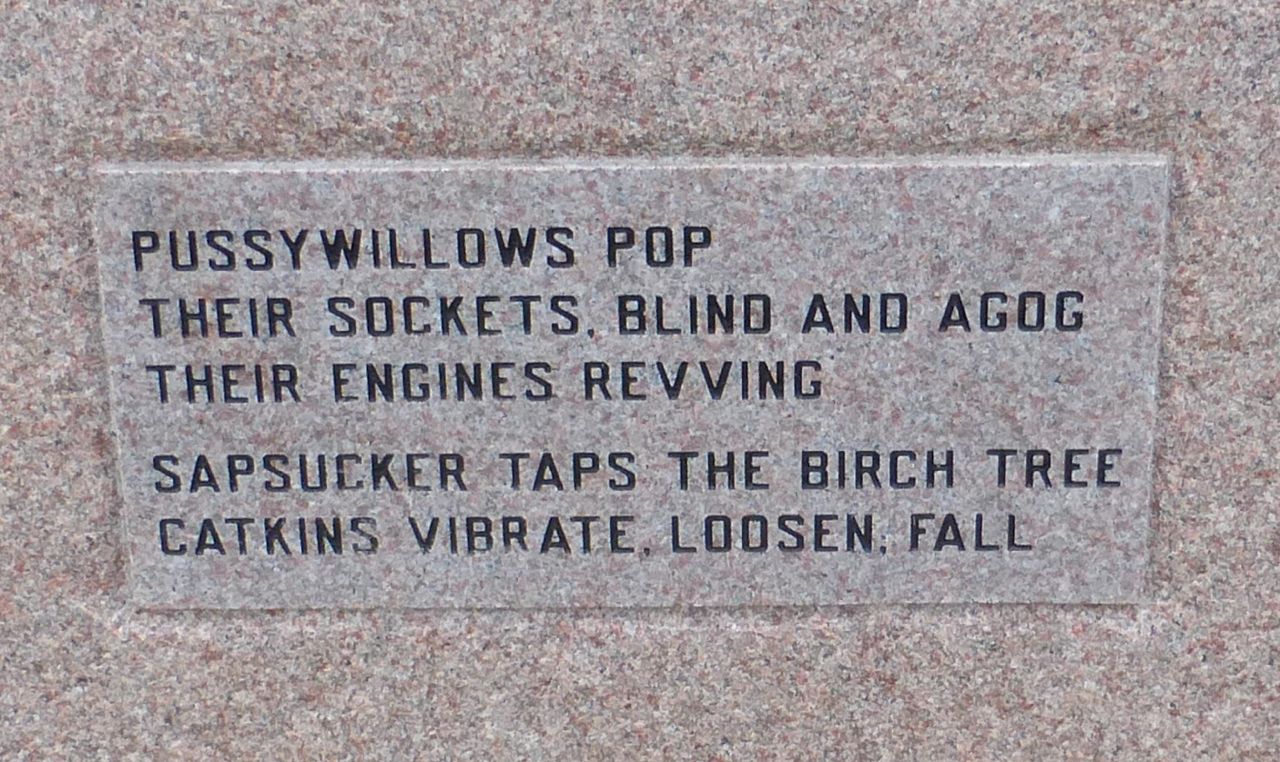 PUSSYWILLOWS POP
THEIR SOCKETS, BLIND AND AGOG
THEIR ENGINES REVVING
SAPSUCKER TAPS THE BIRCH TREE
CATKINS VIBRATE, LOOSEN, FALL